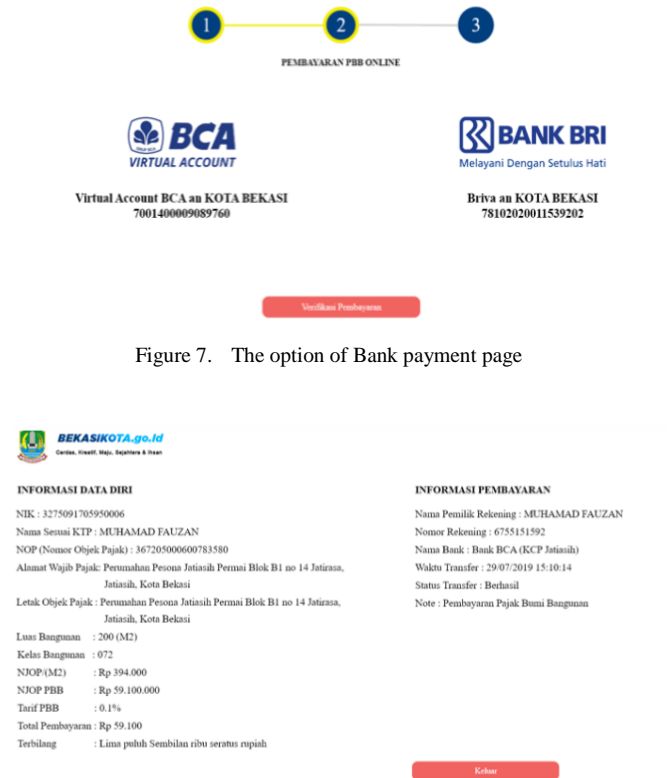 1 2 3
PEMBAYARAN PBB ONLINE
BCA
VIRTUAL ACCOUNT
BANK BRI
Melayani Dengan Setulus Hati
Virtual Account BCA an KOTA BEKASI
7001400009089760
Briva an KOTA BEKASI
78102020011539202
Verifikasi Pembayaran
Figure 7. The option of Bank payment page
BEKASIKOTA.go.id
Cerdas, Kreatif, Maju, Sejahtera & Ihsan
INFORMASI DATA DIRI
NIK : 3275091705950006
Nama Sesuai KTP : MUHAMAD FAUZAN
NOP (Nomor Objek Pajak) : 367205000600783580
Alamat Wajib Pajak: Perumahan Pesona Jatiasih Permai Blok B1 no 14 Jatirasa,
Jatiasih, Kota Bekasi
Letak Objek Pajak : Perumahan Pesona Jatiasih Permai Blok B1 no 14 Jatirasa,
Jatiasih, Kota Bekasi
Luas Bangunan : 200 (M2)
Kelas Bangunan : 072
NJOP/(M2) : Rp 394.000
NJOP PBB : Rp 59.100.000
Tarif PBB : 0.1%
Total Pembayaran : Rp 59.100
Terbilang : Lima puluh Sembilan ribu seratus rupiah
INFORMASI PEMBAYARAN
Nama Pemilik Rekening : MUHAMAD FAUZAN
Nomor Rekening : 6755151592
Nama Bank : Bank BCA (KCP Jatiasih)
Waktu Transfer : 29/07/2019 15:10:14
Status Transfer : Berhasil
Note : Pembayaran Pajak Bumi Bangunan
Keluar